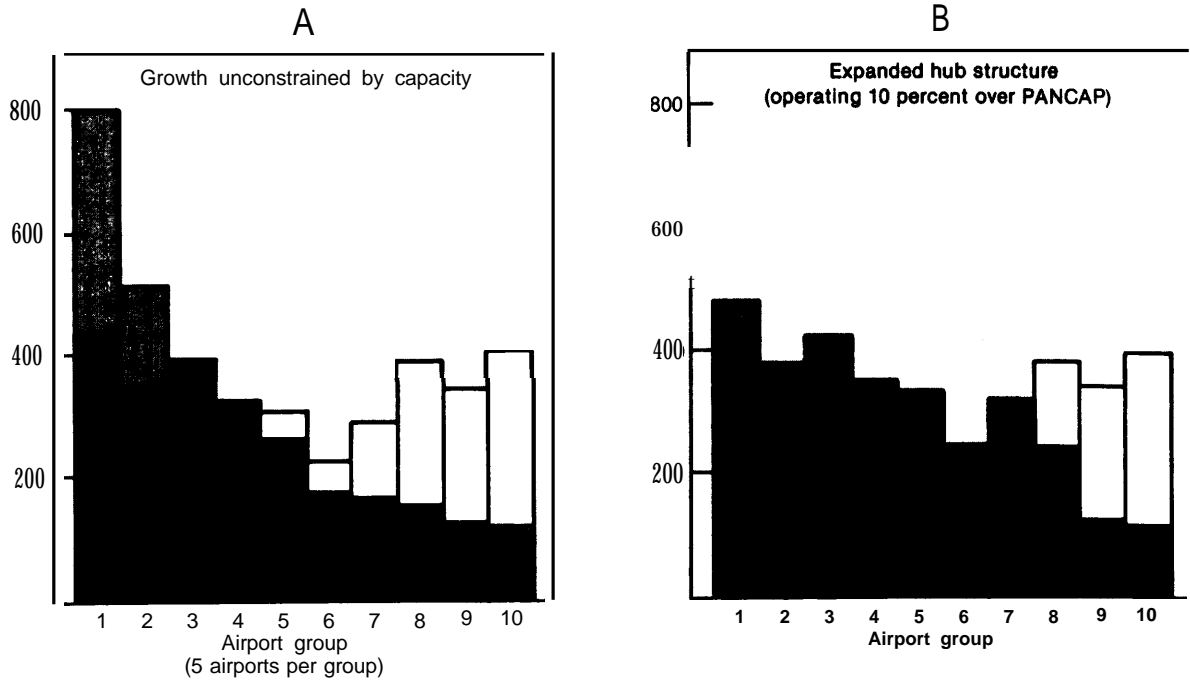 A
Growth unconstrained by capacity
800
600
400
200
1 2 3 4 5 6 7 8 9 10
Airport group
(5 airports per group)
B
Expanded hub structure
(operating 10 percent over PANCAP)
800
600
400
200
1 2 3 4 5 6 7 8 9 10
Airport group